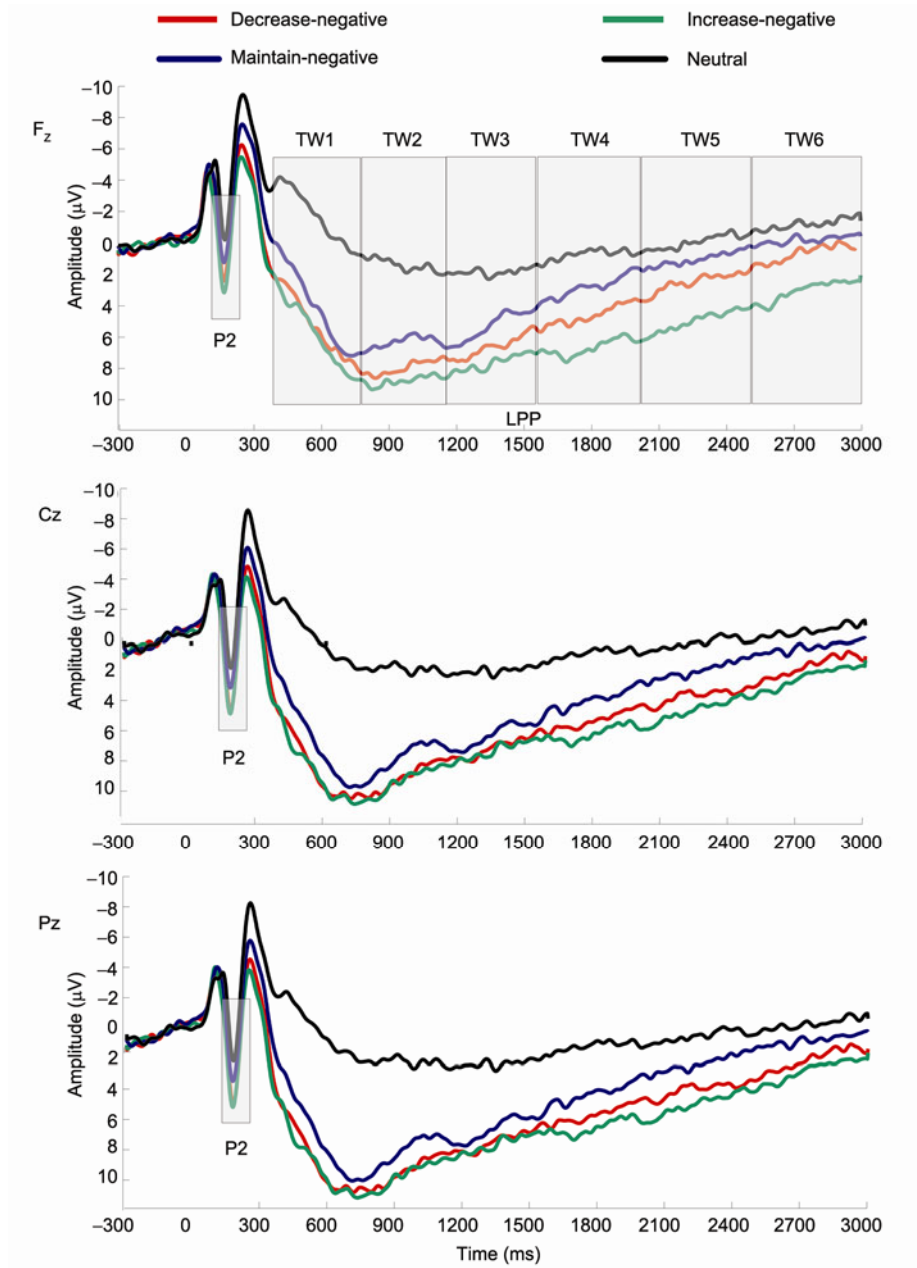 Decrease-negative Increase-negative
Maintain-negative Neutral
Fz
Amplitude (μV)
–10
–8
–6
–4
–2
0
2
4
6
8
10
TW1 TW2 TW3 TW4 TW5 TW6
P2
LPP
–300 0 300 600 900 1200 1500 1800 2100 2400 2700 3000
Cz
Amplitude (μV)
–10
–8
–6
–4
–2
0
2
4
6
8
10
P2
–300 0 300 600 900 1200 1500 1800 2100 2400 2700 3000
Pz
Amplitude (μV)
–10
–8
–6
–4
–2
0
2
4
6
8
10
P2
–300 0 300 600 900 1200 1500 1800 2100 2400 2700 3000
Time (ms)